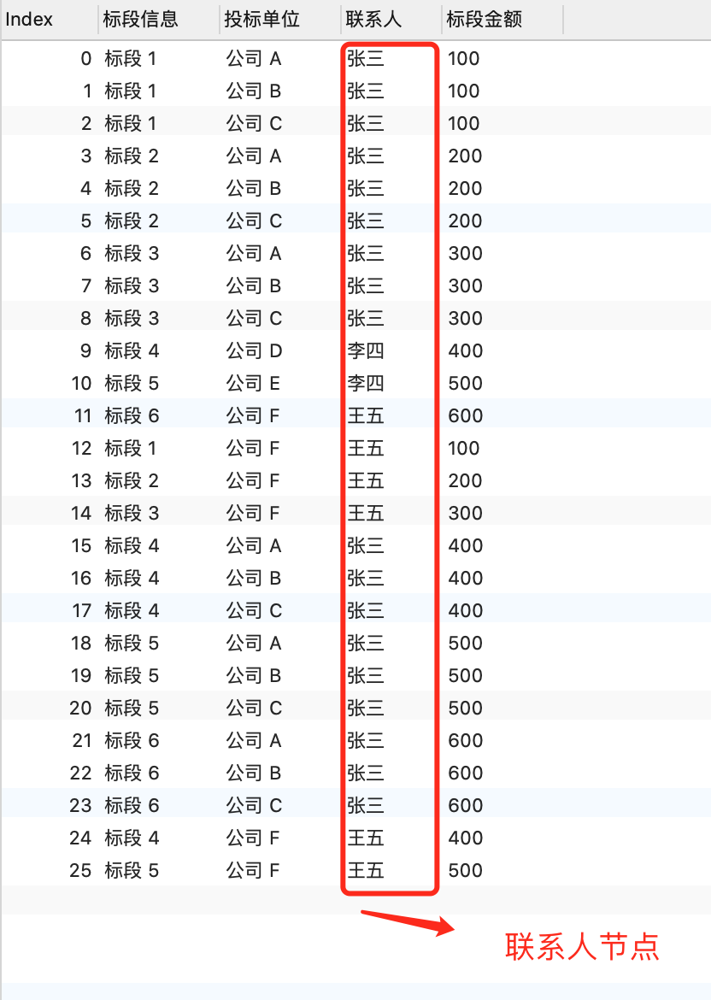 Index 标段信息 投标单位 联系人 标段金额
0 标段 1 公司 A 张三 100
1 标段 1 公司 B 张三 100
2 标段 1 公司 C 张三 100
3 标段 2 公司 A 张三 200
4 标段 2 公司 B 张三 200
5 标段 2 公司 C 张三 200
6 标段 3 公司 A 张三 300
7 标段 3 公司 B 张三 300
8 标段 3 公司 C 张三 300
9 标段 4 公司 D 李四 400
10 标段 5 公司 E 李四 500
11 标段 6 公司 F 王五 600
12 标段 1 公司 F 王五 100
13 标段 2 公司 F 王五 200
14 标段 3 公司 F 王五 300
15 标段 4 公司 A 张三 400
16 标段 4 公司 B 张三 400
17 标段 4 公司 C 张三 400
18 标段 5 公司 A 张三 500
19 标段 5 公司 B 张三 500
20 标段 5 公司 C 张三 500
21 标段 6 公司 A 张三 600
22 标段 6 公司 B 张三 600
23 标段 6 公司 C 张三 600
24 标段 4 公司 F 王五 400
25 标段 5 公司 F 王五 500
联系人节点